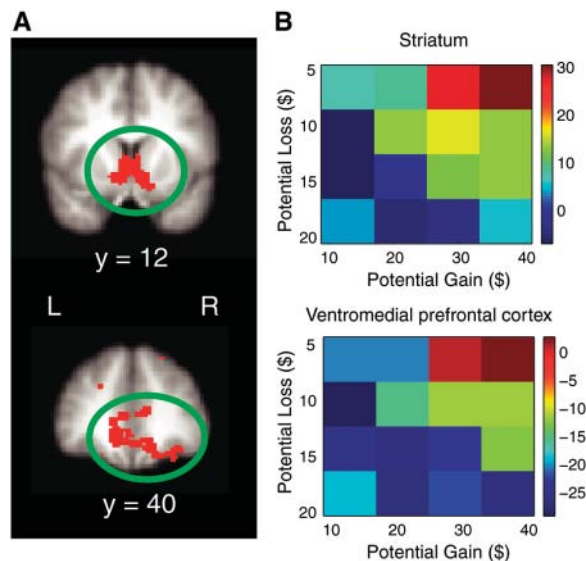 A
y = 12
L R
y = 40
B
Striatum
Potential Loss ($)
5
10
15
20
10 20 30 40
Potential Gain ($)
30
20
10
0
Ventromedial prefrontal cortex
Potential Loss ($)
5
10
15
20
10 20 30 40
Potential Gain ($)
0
−5
−10
−15
−20
−25